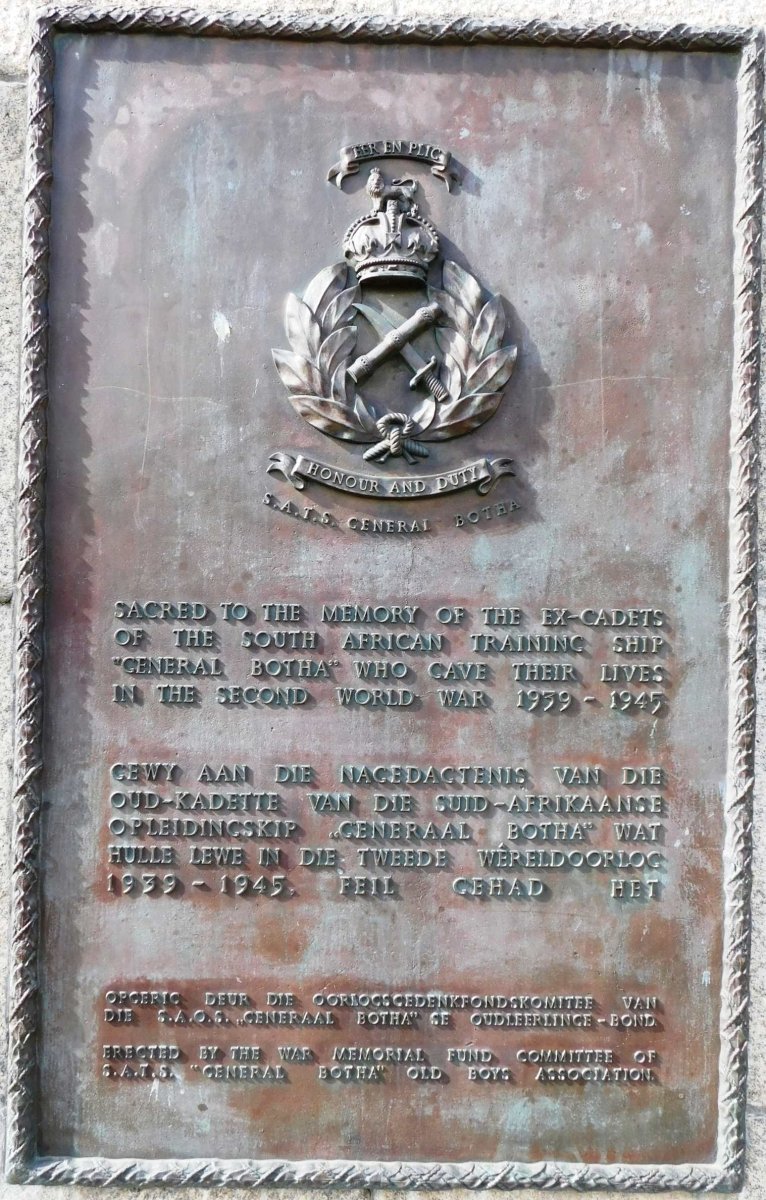 EER EN PLIG
HONOUR AND DUTY
S.A.T.S. GENERAL BOTHA
SACRED TO THE MEMORY OF THE EX-CADETS
OF THE SOUTH AFRICAN TRAINING SHIP
"GENERAL BOTHA" WHO GAVE THEIR LIVES
IN THE SECOND WORLD WAR 1939 - 1945
GEWY AAN DIE NAGEDAGTENIS VAN DIE
OUD-KADETTE VAN DIE SUID-AFRIKAANSE
OPLEIDINGSKIP „GENERAAL BOTHA" WAT
HULLE LEWE IN DIE TWEEDE WÊRELDOORLOG
1939 - 1945. FEIL GEHAD HET
OPGERIG DEUR DIE OORLOGSGEDENKFONDSKOMITEE VAN
DIE S.A.O.S. „GENERAAL BOTHA" SE OUDLEERLINGE-BOND.
ERECTED BY THE WAR MEMORIAL FUND COMMITTEE OF
S.A.T.S. "GENERAL BOTHA" OLD BOYS ASSOCIATION.